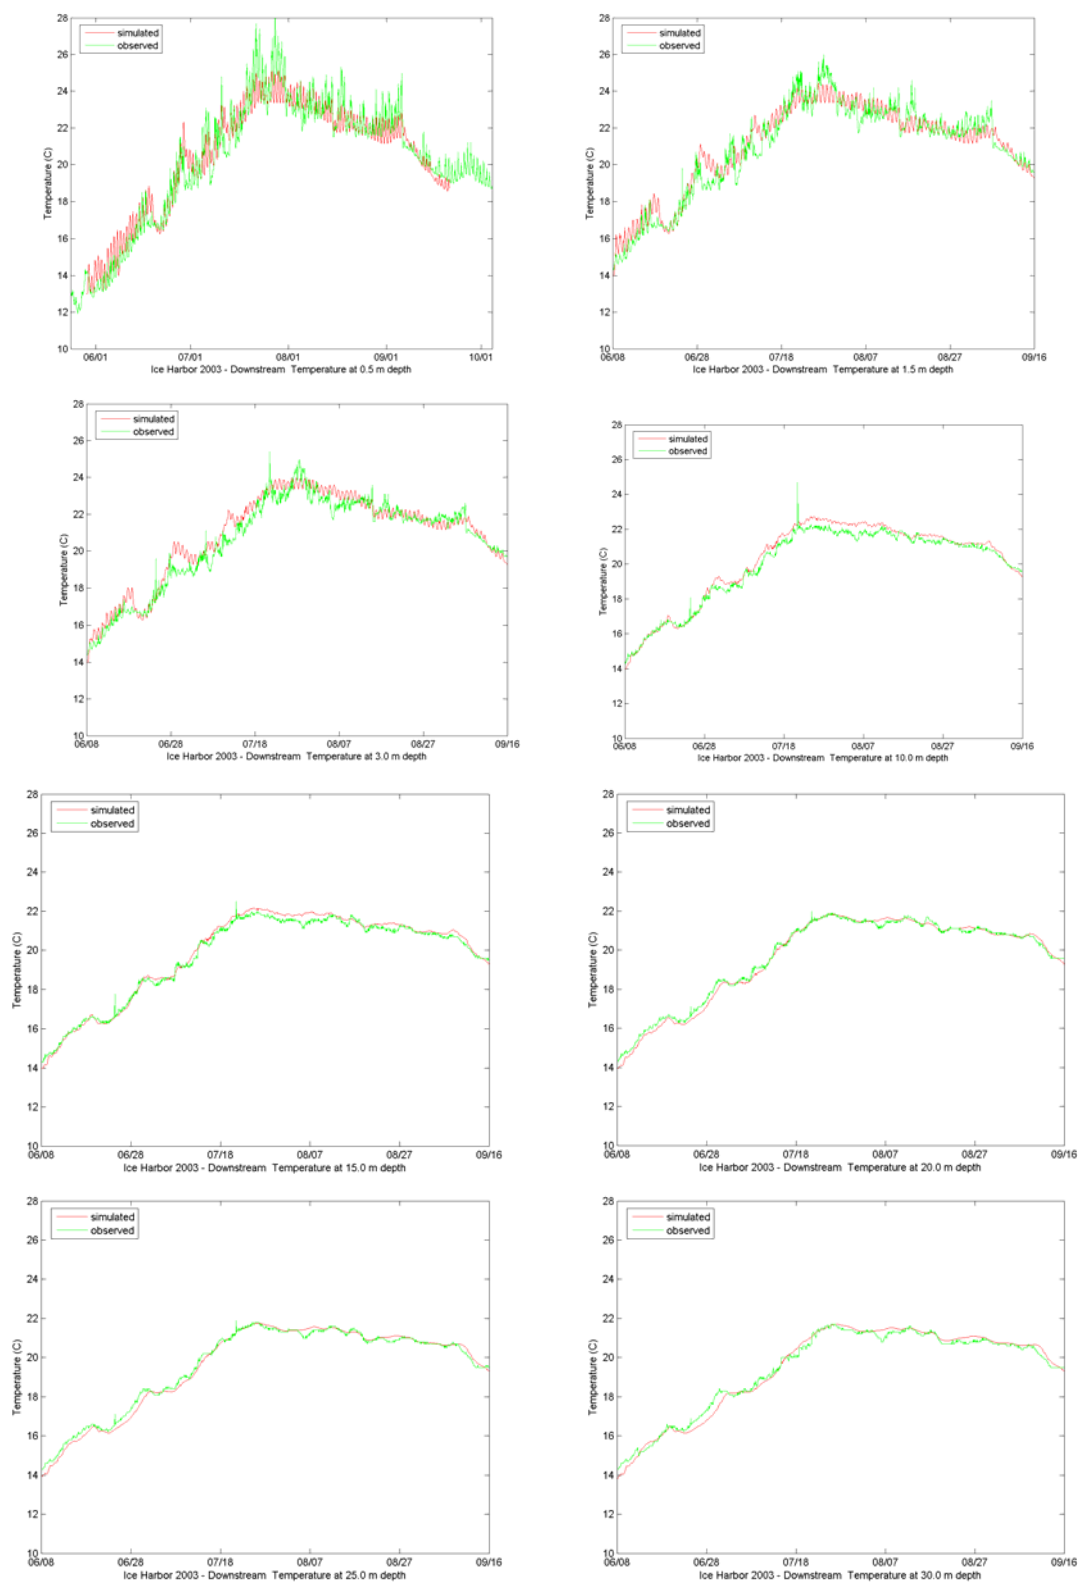 28
26
24
22
20
18
16
14
12
10
Temperature (C)
simulated
observed
06/01 07/01 08/01 09/01 10/01
Ice Harbor 2003 - Downstream Temperature at 0.5 m depth
28
26
24
22
20
18
16
14
12
10
Temperature (C)
simulated
observed
06/08 06/28 07/18 08/07 08/27 09/16
Ice Harbor 2003 - Downstream Temperature at 1.5 m depth
28
26
24
22
20
18
16
14
12
10
Temperature (C)
simulated
observed
06/08 06/28 07/18 08/07 08/27 09/16
Ice Harbor 2003 - Downstream Temperature at 3.0 m depth
28
26
24
22
20
18
16
14
12
10
Temperature (C)
simulated
observed
06/08 06/28 07/18 08/07 08/27 09/16
Ice Harbor 2003 - Downstream Temperature at 10.0 m depth
28
26
24
22
20
18
16
14
12
10
Temperature (C)
simulated
observed
06/08 06/28 07/18 08/07 08/27 09/16
Ice Harbor 2003 - Downstream Temperature at 15.0 m depth
28
26
24
22
20
18
16
14
12
10
Temperature (C)
simulated
observed
06/08 06/28 07/18 08/07 08/27 09/16
Ice Harbor 2003 - Downstream Temperature at 20.0 m depth
28
26
24
22
20
18
16
14
12
10
Temperature (C)
simulated
observed
06/08 06/28 07/18 08/07 08/27 09/16
Ice Harbor 2003 - Downstream Temperature at 25.0 m depth
28
26
24
22
20
18
16
14
12
10
Temperature (C)
simulated
observed
06/08 06/28 07/18 08/07 08/27 09/16
Ice Harbor 2003 - Downstream Temperature at 30.0 m depth